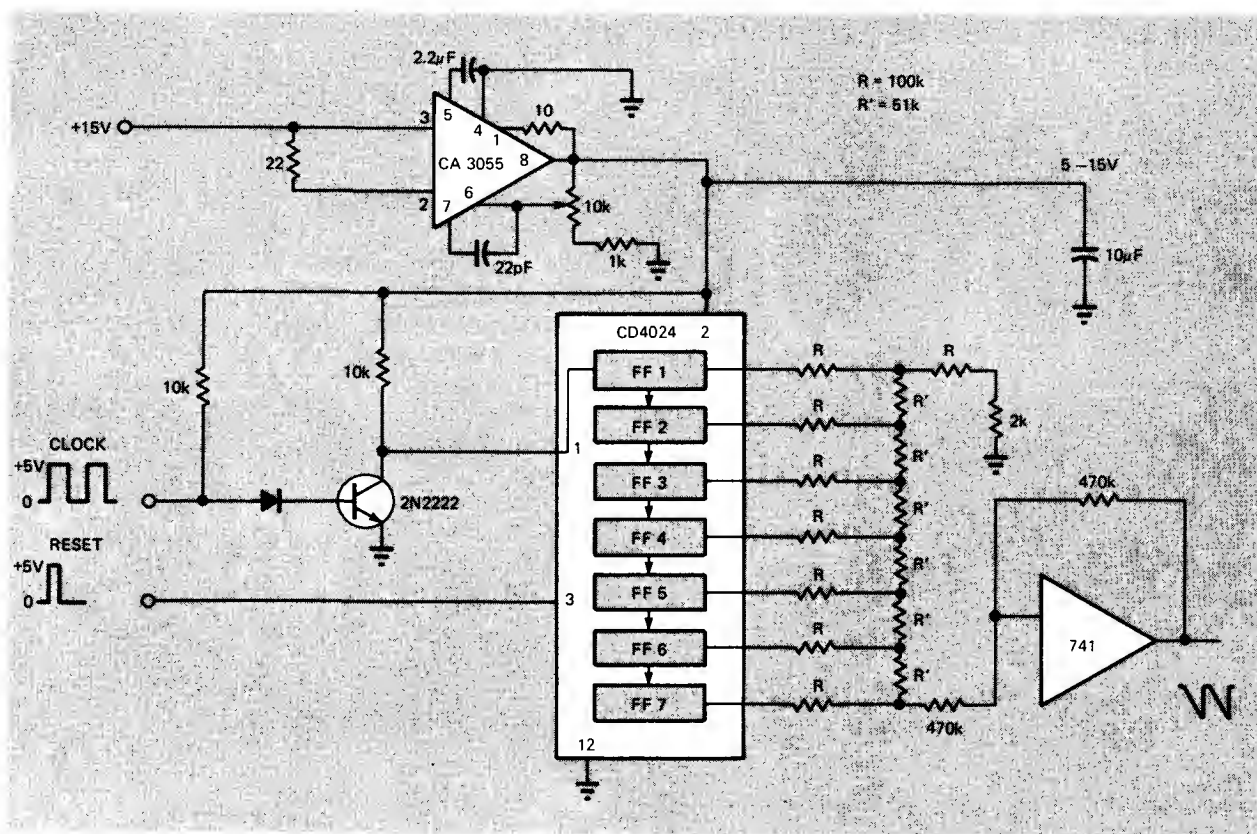 2.2μF
R = 100k
R' = 51k
+15V
3
5
4
1
10
22
CA 3055
8
5 –15V
2
7
6
10k
22pF
1k
10μF
CD4024
2
10k
10k
FF 1
R
R
R'
2k
FF 2
R
R'
CLOCK
+5V
0
1
2N2222
FF 3
R
R'
470k
RESET
+5V
0
3
FF 4
R
R'
FF 5
R
R'
FF 6
R
R'
741
FF 7
R
470k
12